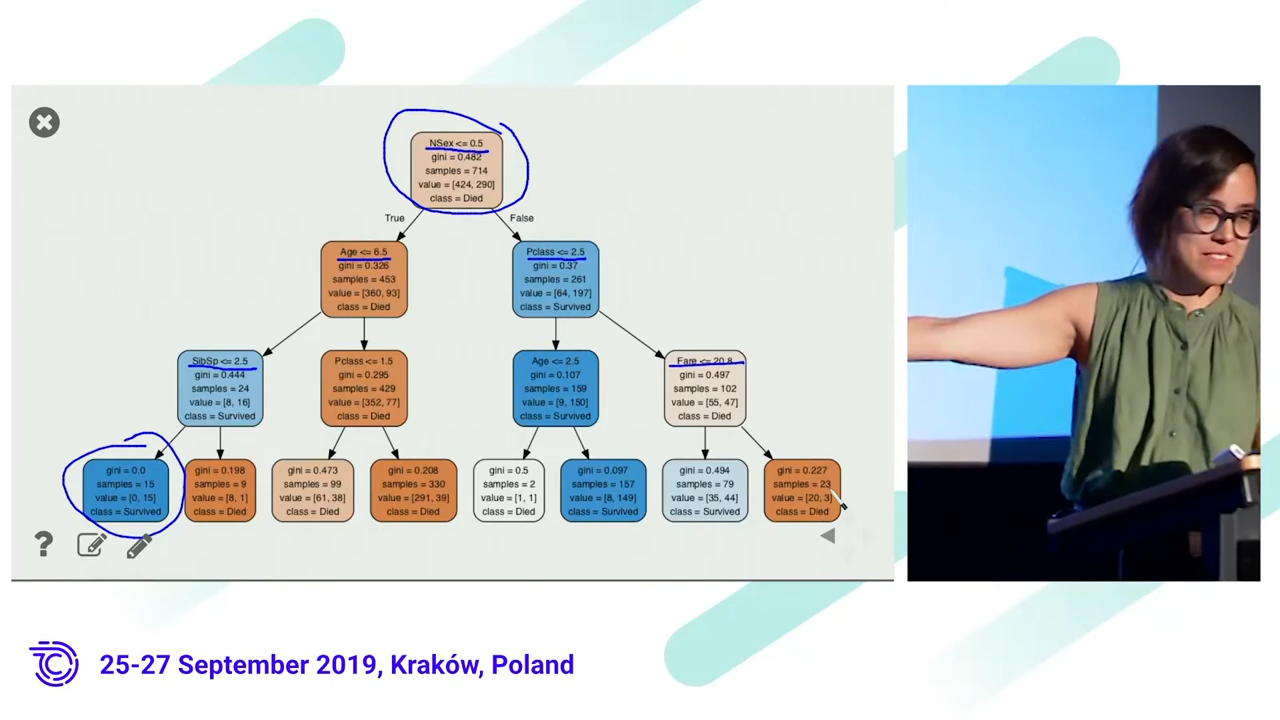 NSex <= 0.5
gini = 0.482
samples = 714
value = [424, 290]
class = Died
True
False
Age <= 6.5
gini = 0.326
samples = 453
value = [360, 93]
class = Died
Pclass <= 2.5
gini = 0.37
samples = 261
value = [64, 197]
class = Survived
SibSp <= 2.5
gini = 0.444
samples = 24
value = [8, 16]
class = Survived
Pclass <= 1.5
gini = 0.295
samples = 429
value = [352, 77]
class = Died
Age <= 2.5
gini = 0.107
samples = 159
value = [9, 150]
class = Survived
Fare <= 20.8
gini = 0.497
samples = 102
value = [55, 47]
class = Died
gini = 0.0
samples = 15
value = [0, 15]
class = Survived
gini = 0.198
samples = 9
value = [8, 1]
class = Died
gini = 0.473
samples = 99
value = [61, 38]
class = Died
gini = 0.208
samples = 330
value = [291, 39]
class = Died
gini = 0.5
samples = 2
value = [1, 1]
class = Died
gini = 0.097
samples = 157
value = [8, 149]
class = Survived
gini = 0.494
samples = 79
value = [35, 44]
class = Survived
gini = 0.227
samples = 23
value = [20, 3]
class = Died
?
25-27 September 2019, Kraków, Poland